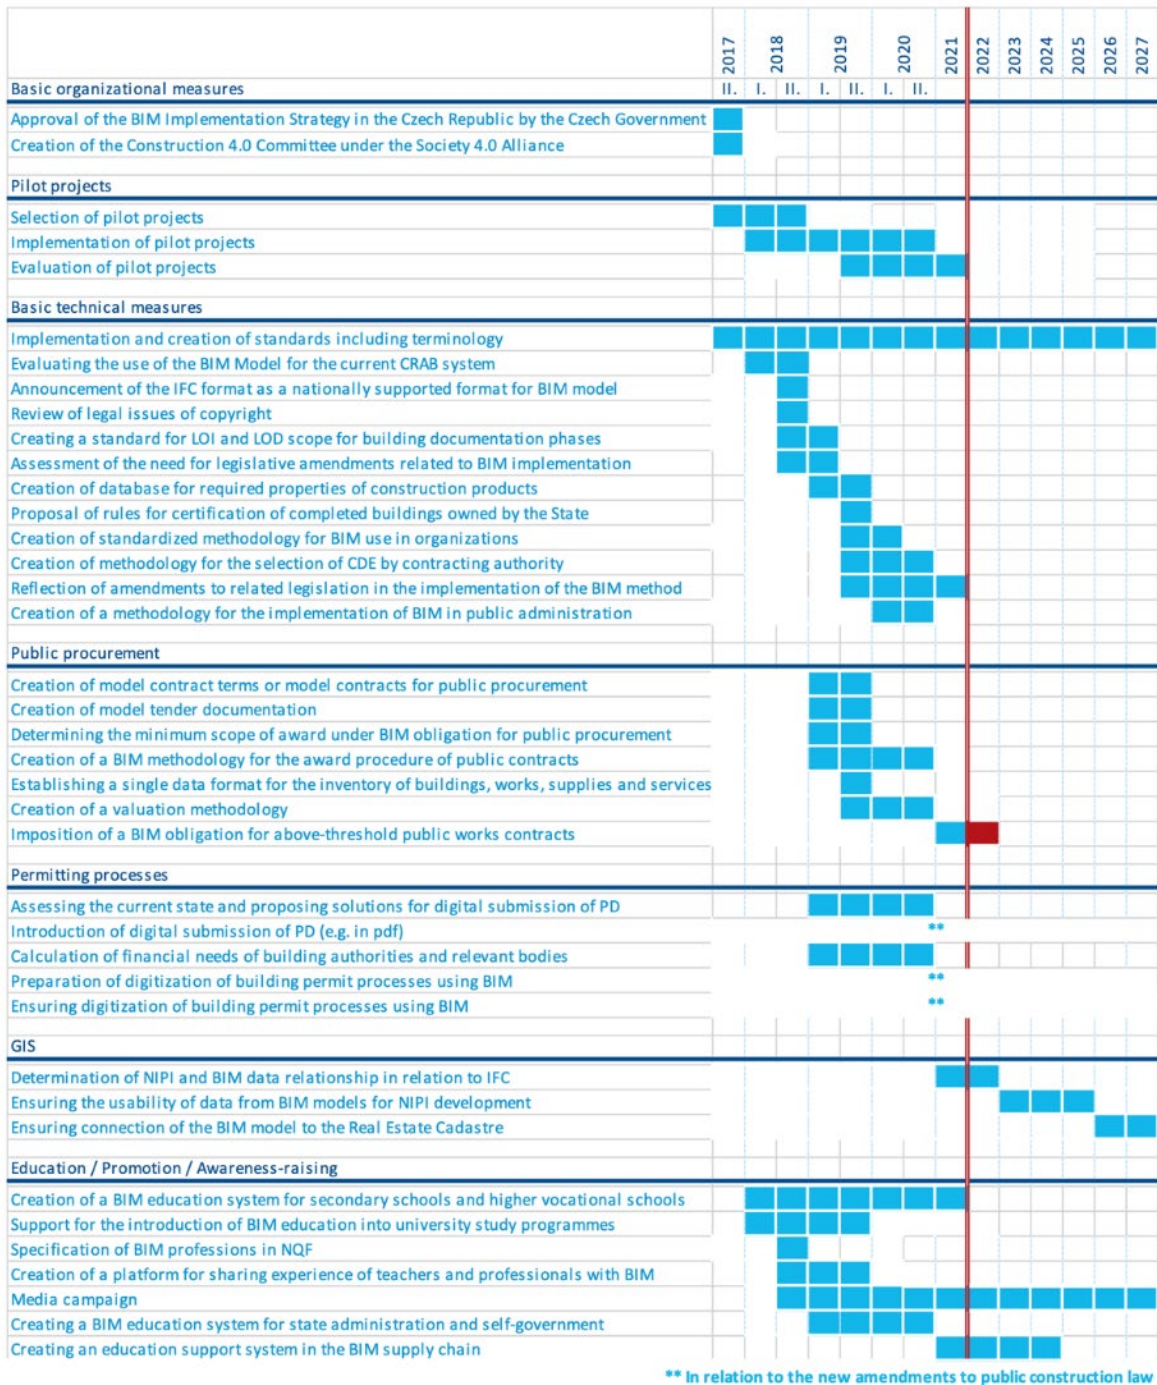 2017 2018 2019 2020 2021 2022 2023 2024 2025 2026 2027
Basic organizational measures II. I. II. I. II. I. II.
Approval of the BIM Implementation Strategy in the Czech Republic by the Czech Government
Creation of the Construction 4.0 Committee under the Society 4.0 Alliance
Pilot projects
Selection of pilot projects
Implementation of pilot projects
Evaluation of pilot projects
Basic technical measures
Implementation and creation of standards including terminology
Evaluating the use of the BIM Model for the current CRAB system
Announcement of the IFC format as a nationally supported format for BIM model
Review of legal issues of copyright
Creating a standard for LOI and LOD scope for building documentation phases
Assessment of the need for legislative amendments related to BIM implementation
Creation of database for required properties of construction products
Proposal of rules for certification of completed buildings owned by the State
Creation of standardized methodology for BIM use in organizations
Creation of methodology for the selection of CDE by contracting authority
Reflection of amendments to related legislation in the implementation of the BIM method
Creation of a methodology for the implementation of BIM in public administration
Public procurement
Creation of model contract terms or model contracts for public procurement
Creation of model tender documentation
Determining the minimum scope of award under BIM obligation for public procurement
Creation of a BIM methodology for the award procedure of public contracts
Establishing a single data format for the inventory of buildings, works, supplies and services
Creation of a valuation methodology
Imposition of a BIM obligation for above-threshold public works contracts
Permitting processes
Assessing the current state and proposing solutions for digital submission of PD
Introduction of digital submission of PD (e.g. in pdf) **
Calculation of financial needs of building authorities and relevant bodies
Preparation of digitization of building permit processes using BIM **
Ensuring digitization of building permit processes using BIM **
GIS
Determination of NIPI and BIM data relationship in relation to IFC
Ensuring the usability of data from BIM models for NIPI development
Ensuring connection of the BIM model to the Real Estate Cadastre
Education / Promotion / Awareness-raising
Creation of a BIM education system for secondary schools and higher vocational schools
Support for the introduction of BIM education into university study programmes
Specification of BIM professions in NQF
Creation of a platform for sharing experience of teachers and professionals with BIM
Media campaign
Creating a BIM education system for state administration and self-government
Creating an education support system in the BIM supply chain
** In relation to the new amendments to public construction law